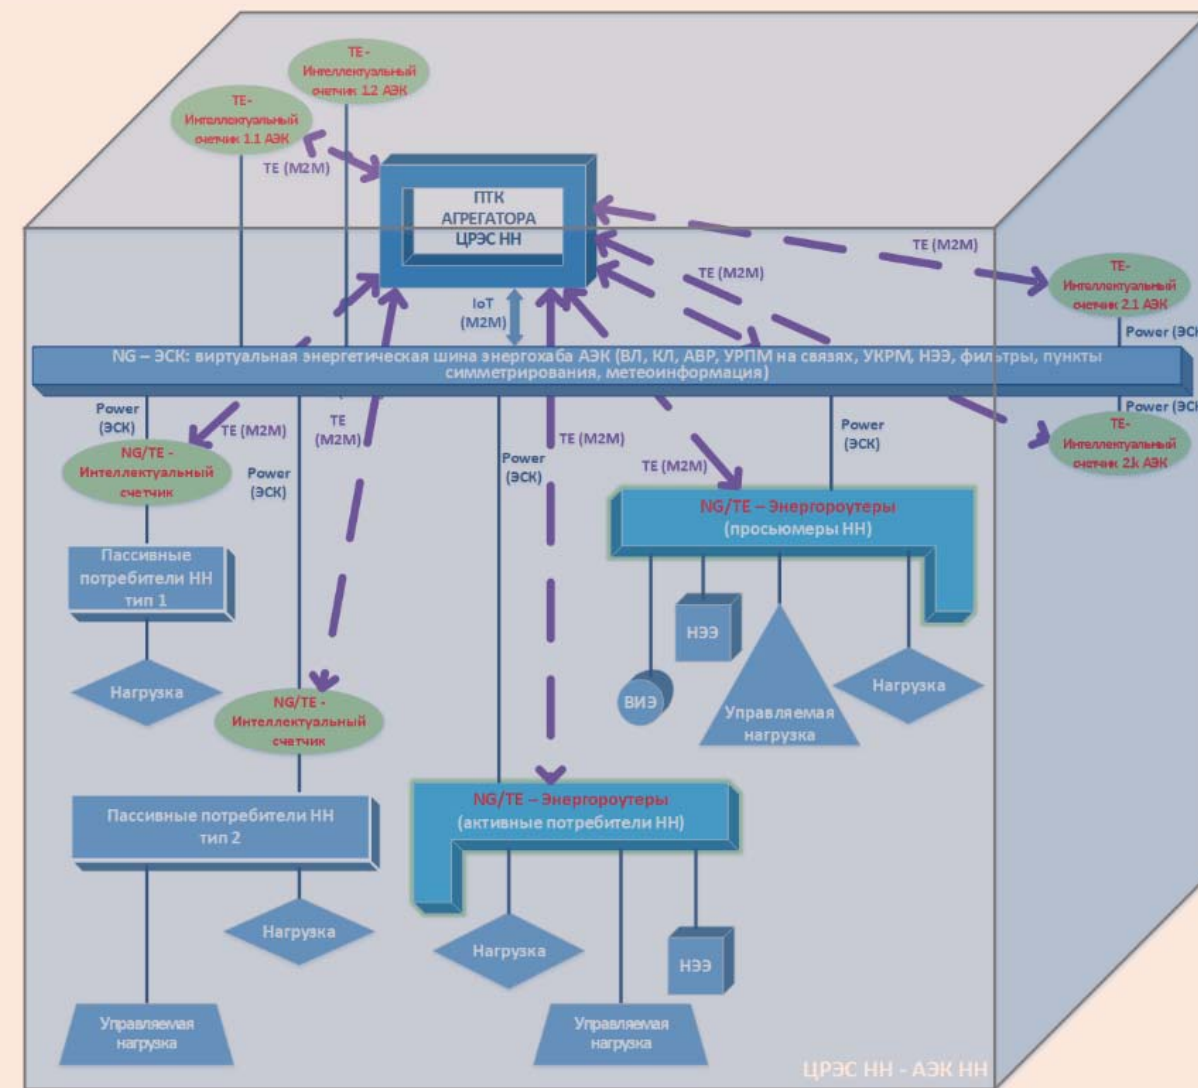 TE -
Интеллектуальный
счетчик 1.2 АЭК
TE-
Интеллектуальный
счетчик 1.1 АЭК
TE (M2M)
ПТК
АГРЕГАТОРА
ЦРЭС НН
TE (M2M)
TE (M2M)
TE-
Интеллектуальный
счетчик 2.1 АЭК
IoT
(M2M)
Power (ЭСК)
NG – ЭСК: виртуальная энергетическая шина энергохаба АЭК (ВЛ, КЛ, АВР, УРПМ на связях, УКРМ, НЭЭ, фильтры, пункты
симметрирования, метеоинформация)
Power
(ЭСК)
TE (M2M)
TE
(M2M)
TE (M2M)
Power
(ЭСК)
Power (ЭСК)
TE-
Интеллектуальный
счетчик 2.k АЭК
NG/TE -
Интеллектуальный
счетчик
Power
(ЭСК)
Power
(ЭСК)
TE (M2M)
NG/TE – Энергороутеры
(просьюмеры НН)
Пассивные
потребители НН
тип 1
НЭЭ
Нагрузка
ВИЭ
Управляемая
нагрузка
Нагрузка
NG/TE -
Интеллектуальный
счетчик
Пассивные потребители НН
тип 2
NG/TE – Энергороутеры
(активные потребители НН)
Нагрузка
Нагрузка
НЭЭ
Управляемая
нагрузка
Управляемая
нагрузка
ЦРЭС НН - АЭК НН